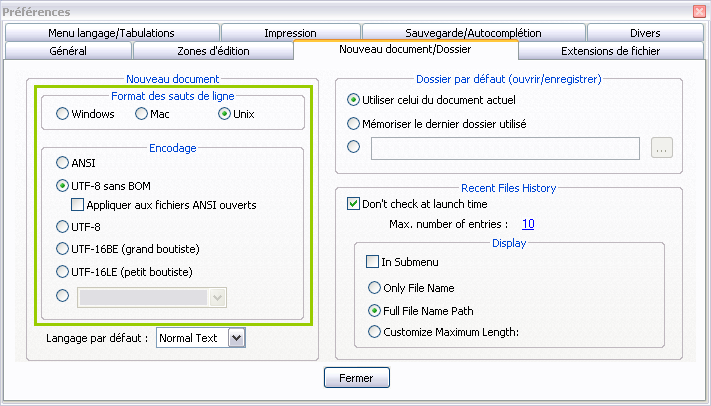 Préférences
Menu langage/Tabulations
Impression
Sauvegarde/Autocomplétion
Divers
Général
Zones d'édition
Nouveau document/Dossier
Extensions de fichier
Nouveau document
Format des sauts de ligne
Windows
Mac
Unix
Encodage
ANSI
UTF-8 sans BOM
Appliquer aux fichiers ANSI ouverts
UTF-8
UTF-16BE (grand boutiste)
UTF-16LE (petit boutiste)
Langage par défaut : Normal Text
Dossier par défaut (ouvrir/enregistrer)
Utiliser celui du document actuel
Mémoriser le dernier dossier utilisé
...
Recent Files History
Don't check at launch time
Max. number of entries : 10
Display
In Submenu
Only File Name
Full File Name Path
Customize Maximum Length:
Fermer